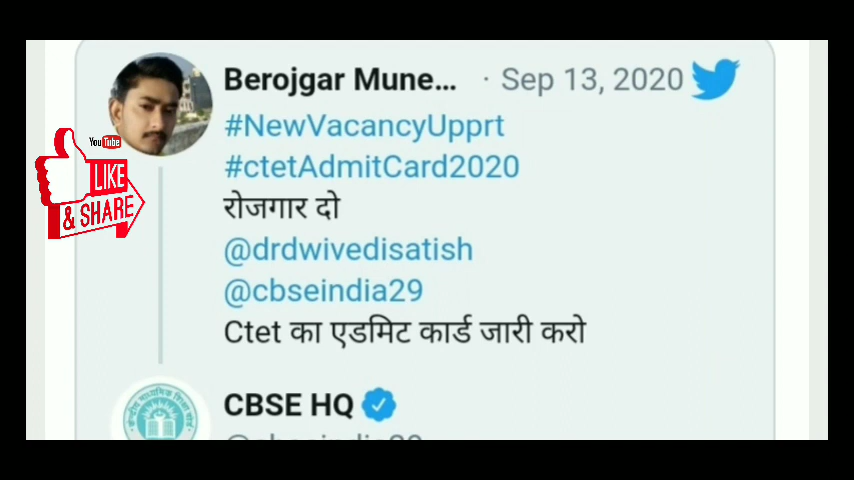 Berojgar Mune... · Sep 13, 2020
#NewVacancyUpprt
#ctetAdmitCard2020
रोजगार दो
@drdwivedisatish
@cbseindia29
Ctet का एडमिट कार्ड जारी करो
CBSE HQ
YouTube
LIKE
& SHARE